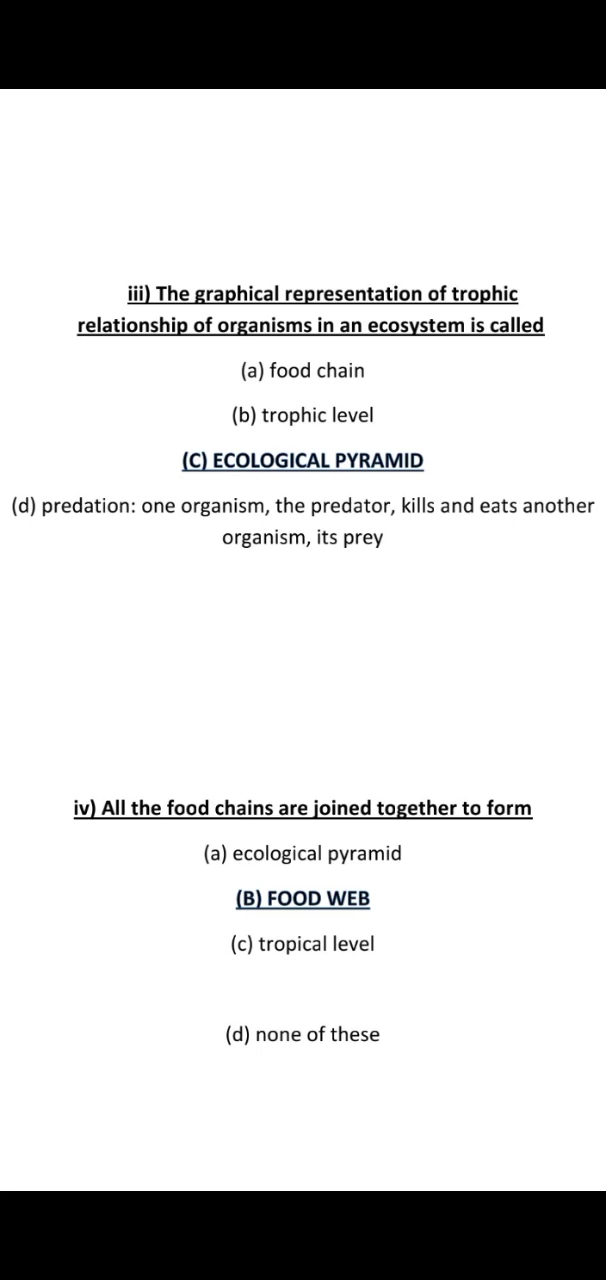 iii) The graphical representation of trophic
relationship of organisms in an ecosystem is called
(a) food chain
(b) trophic level
(C) ECOLOGICAL PYRAMID
(d) predation: one organism, the predator, kills and eats another
organism, its prey
iv) All the food chains are joined together to form
(a) ecological pyramid
(B) FOOD WEB
(c) tropical level
(d) none of these